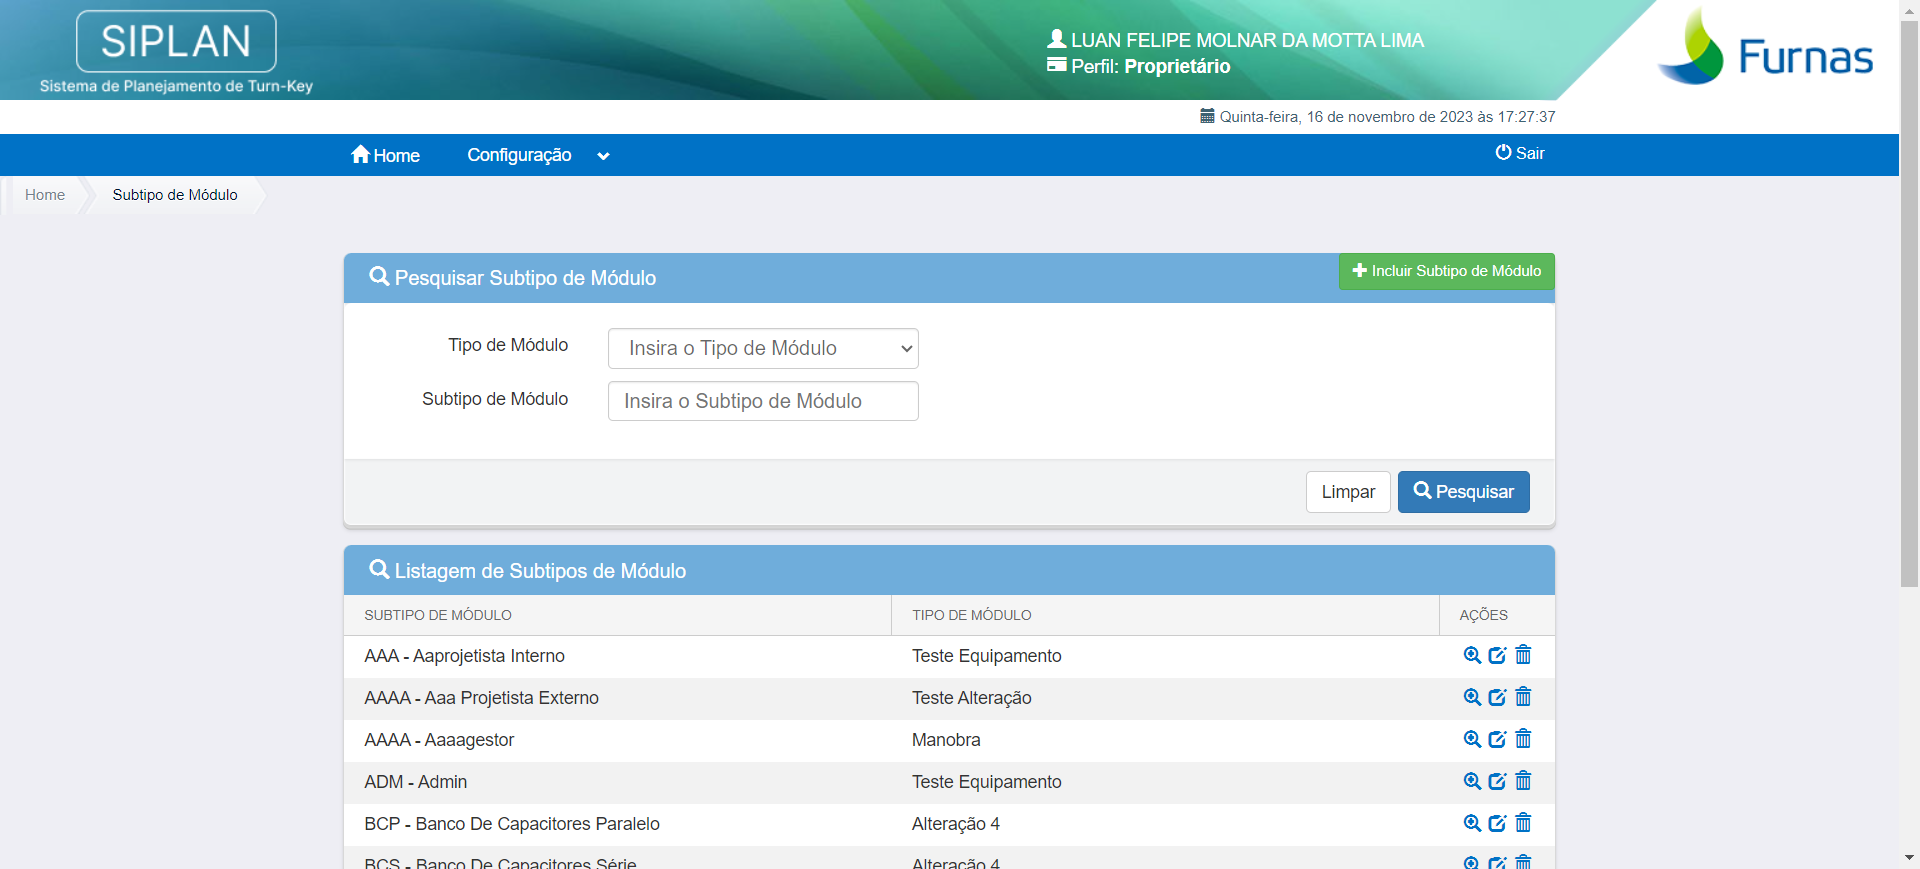 SIPLAN
Sistema de Planejamento de Turn-Key
LUAN FELIPE MOLNAR DA MOTTA LIMA
Perfil: Proprietário
Furnas
Quinta-feira, 16 de novembro de 2023 às 17:27:37
Home Configuração Sair
Home Subtipo de Módulo
Pesquisar Subtipo de Módulo
Incluir Subtipo de Módulo
Tipo de Módulo Insira o Tipo de Módulo
Subtipo de Módulo Insira o Subtipo de Módulo
Limpar Pesquisar
Listagem de Subtipos de Módulo
SUBTIPO DE MÓDULO TIPO DE MÓDULO AÇÕES
AAA - Aaprojetista Interno Teste Equipamento
AAAA - Aaa Projetista Externo Teste Alteração
AAAA - Aaaagestor Manobra
ADM - Admin Teste Equipamento
BCP - Banco De Capacitores Paralelo Alteração 4
BCS - Banco De Capacitores Série Alteração 4